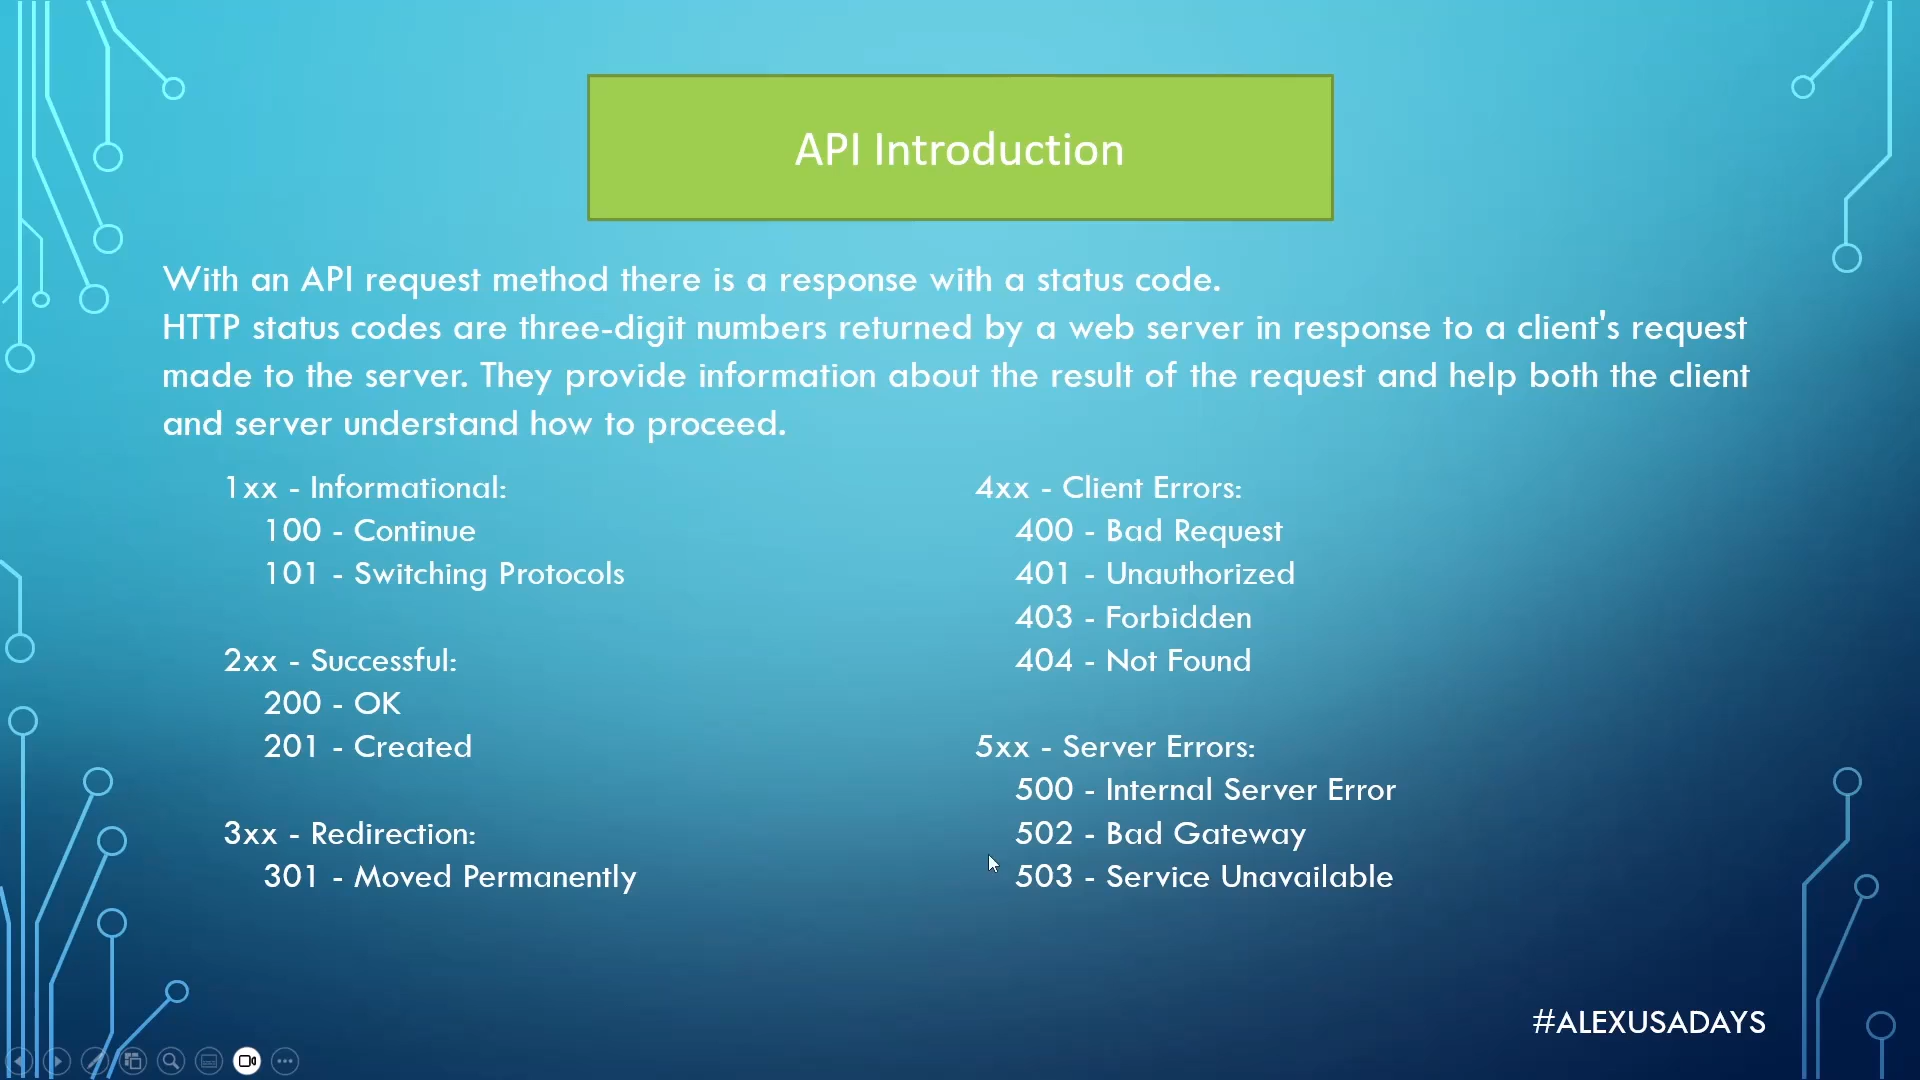 API Introduction
With an API request method there is a response with a status code.
HTTP status codes are three-digit numbers returned by a web server in response to a client's request
made to the server. They provide information about the result of the request and help both the client
and server understand how to proceed.
1xx - Informational:
100 - Continue
101 - Switching Protocols
2xx - Successful:
200 - OK
201 - Created
3xx - Redirection:
301 - Moved Permanently
4xx - Client Errors:
400 - Bad Request
401 - Unauthorized
403 - Forbidden
404 - Not Found
5xx - Server Errors:
500 - Internal Server Error
502 - Bad Gateway
503 - Service Unavailable
#ALEXUSADAYS